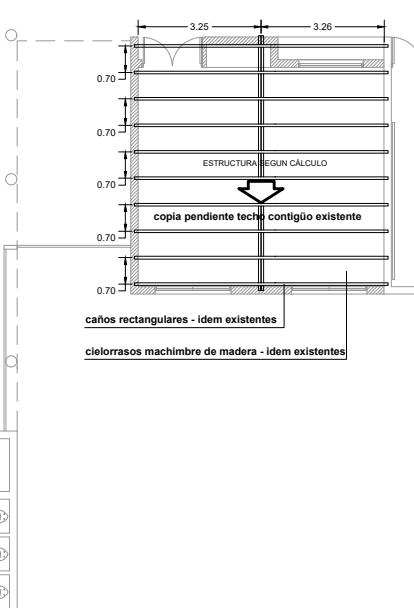 3.25
3.26
0.70
0.70
ESTRUCTURA SEGUN CÁLCULO
0.70
copia pendiente techo contigüo existente
0.70
0.70
caños rectangulares - idem existentes
cielorrasos machimbre de madera - idem existentes